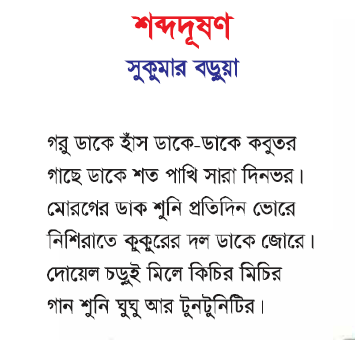 শব্দদূষণ
সুকুমার বড়ুয়া
গরু ডাকে হাঁস ডাকে-ডাকে কবুতর
গাছে ডাকে শত পাখি সারা দিনভর।
মোরগের ডাক শুনি প্রতিদিন ভোরে
নিশিরাতে কুকুরের দল ডাকে জোরে।
দোয়েল চড়ুই মিলে কিচির মিচির
গান শুনি ঘুঘু আর টুনটুনিটির।